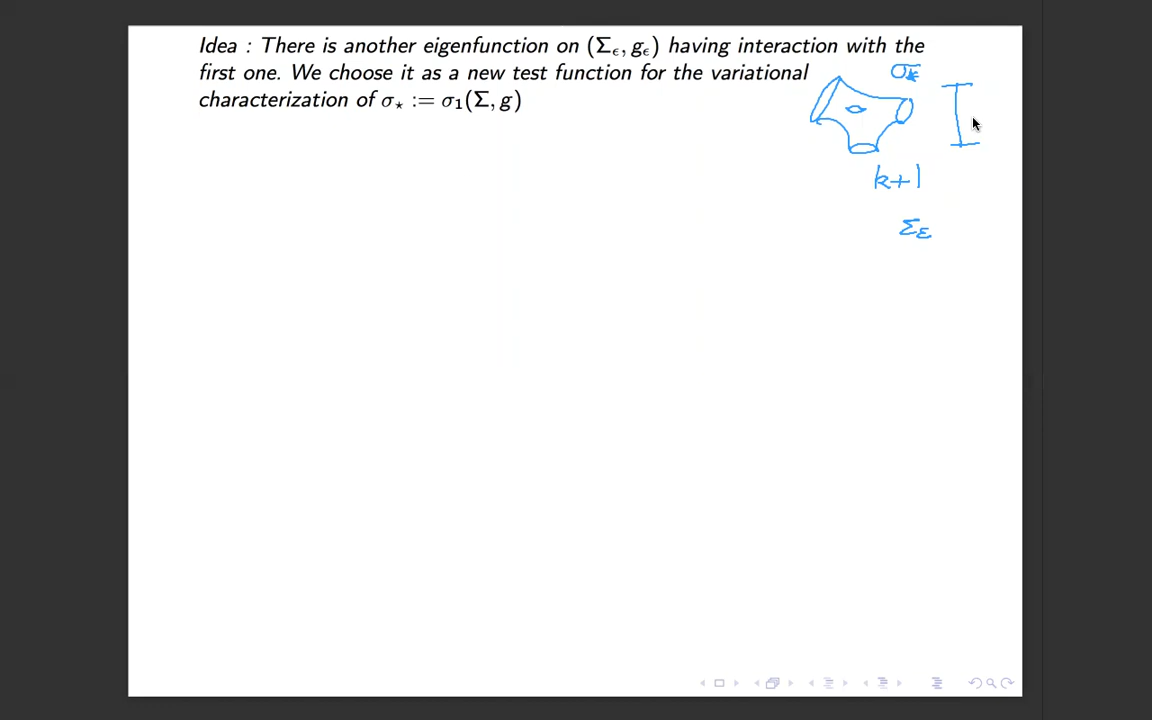 Idea : There is another eigenfunction on (Σ_ϵ, g_ϵ) having interaction with the
first one. We choose it as a new test function for the variational
characterization of σ_⋆ := σ_1(Σ, g)
σ_⋆
k+1
Σ_ε